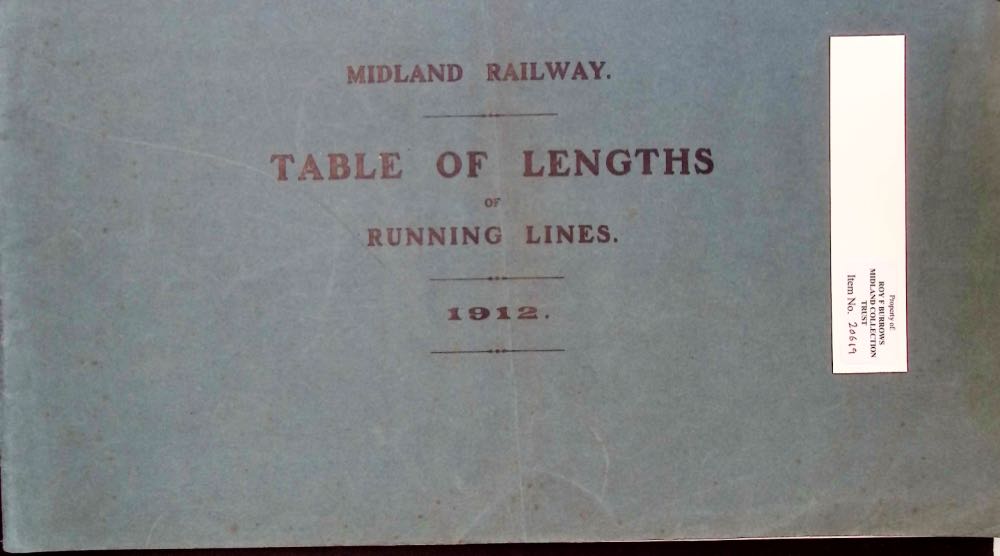 MIDLAND RAILWAY.
TABLE OF LENGTHS
OF
RUNNING LINES.
1912.
Property of
ROY F BURROWS
MIDLAND COLLECTION
TRUST
Item No. 20619